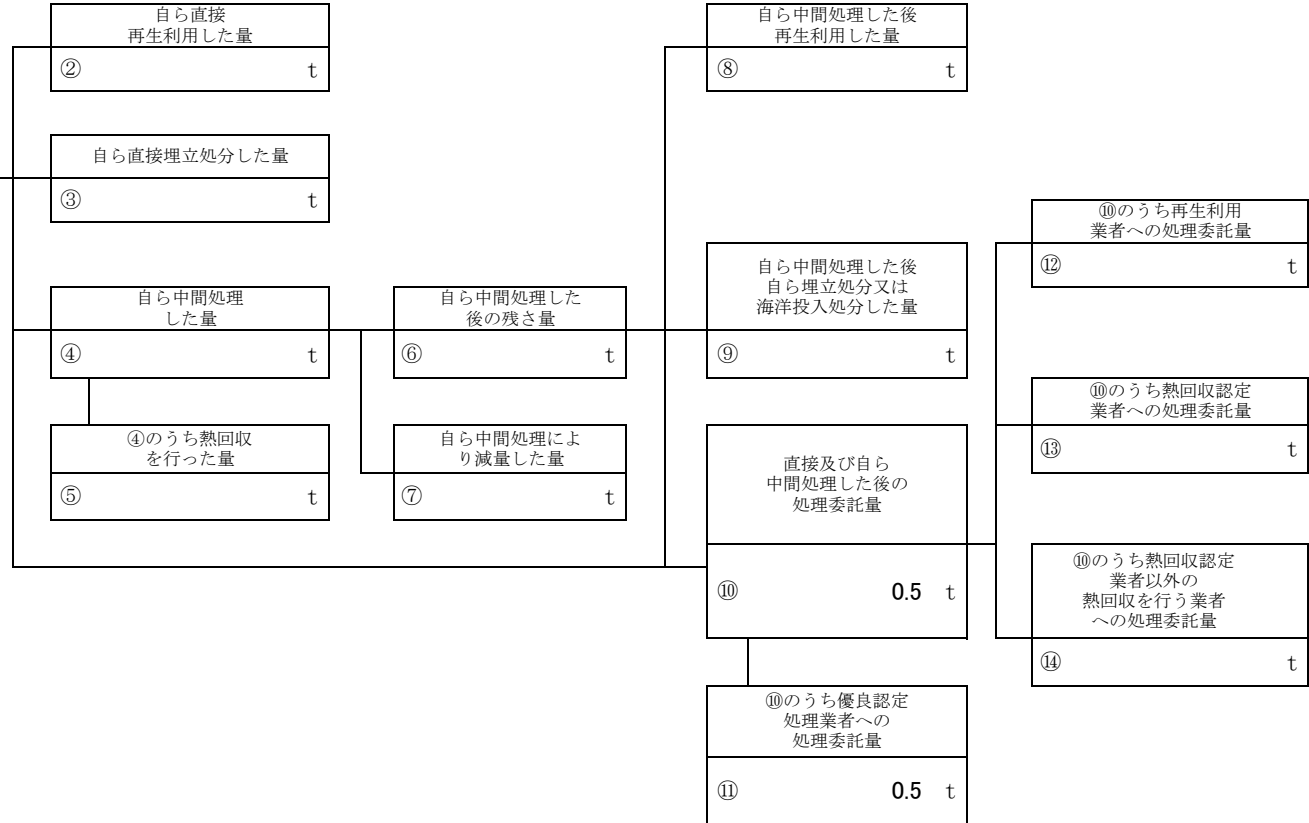 自ら直接
再生利用した量
② t
自ら直接埋立処分した量
③ t
自ら中間処理
した量
④ t
④のうち熱回収
を行った量
⑤ t
自ら中間処理した
後の残さ量
⑥ t
自ら中間処理によ
り減量した量
⑦ t
自ら中間処理した後
再生利用した量
⑧ t
自ら中間処理した後
自ら埋立処分又は
海洋投入処分した量
⑨ t
直接及び自ら
中間処理した後の
処理委託量
⑩ 0.5 t
⑩のうち優良認定
処理業者への
処理委託量
⑪ 0.5 t
⑩のうち再生利用
業者への処理委託量
⑫ t
⑩のうち熱回収認定
業者への処理委託量
⑬ t
⑩のうち熱回収認定
業者以外の
熱回収を行う業者
への処理委託量
⑭ t